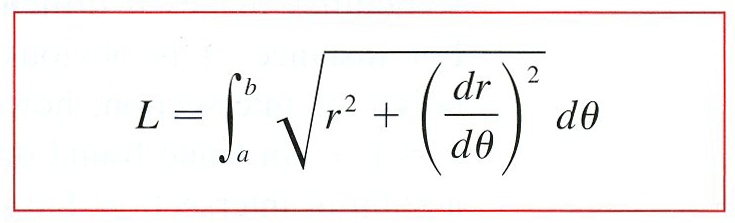 L = ∫_a^b √(r² + (dr/dθ)²) dθ